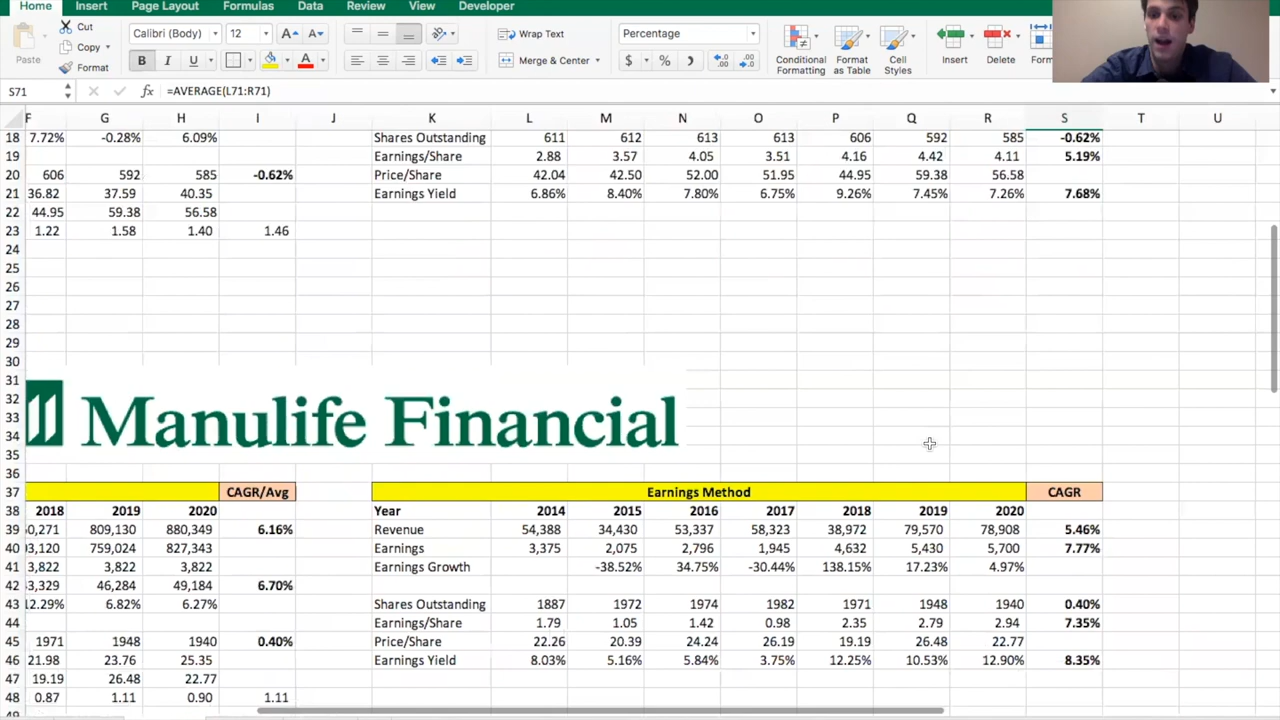 Home Insert Page Layout Formulas Data Review View Developer
Cut Calibri (Body) 12 A A Wrap Text Percentage
Paste Copy B I U A Merge & Center $ % Conditional Formatting Format as Table Cell Styles Insert Delete
Format
S71 fx =AVERAGE(L71:R71)
F G H I J K L M N O P Q R S T U
18 7.72% -0.28% 6.09% Shares Outstanding 611 612 613 613 606 592 585 -0.62%
19 Earnings/Share 2.88 3.57 4.05 3.51 4.16 4.42 4.11 5.19%
20 606 592 585 -0.62% Price/Share 42.04 42.50 52.00 51.95 44.95 59.38 56.58
21 36.82 37.59 40.35 Earnings Yield 6.86% 8.40% 7.80% 6.75% 9.26% 7.45% 7.26% 7.68%
22 44.95 59.38 56.58
23 1.22 1.58 1.40 1.46
24
25
26
27
28
29
30
31
32
33 Manulife Financial
34
35
36
37 CAGR/Avg Earnings Method CAGR
38 2018 2019 2020 Year 2014 2015 2016 2017 2018 2019 2020
39 0,271 809,130 880,349 6.16% Revenue 54,388 34,430 53,337 58,323 38,972 79,570 78,908 5.46%
40 3,120 759,024 827,343 Earnings 3,375 2,075 2,796 1,945 4,632 5,430 5,700 7.77%
41 3,822 3,822 3,822 Earnings Growth -38.52% 34.75% -30.44% 138.15% 17.23% 4.97%
42 3,329 46,284 49,184 6.70%
43 12.29% 6.82% 6.27% Shares Outstanding 1887 1972 1974 1982 1971 1948 1940 0.40%
44 Earnings/Share 1.79 1.05 1.42 0.98 2.35 2.79 2.94 7.35%
45 1971 1948 1940 0.40% Price/Share 22.26 20.39 24.24 26.19 19.19 26.48 22.77
46 21.98 23.76 25.35 Earnings Yield 8.03% 5.16% 5.84% 3.75% 12.25% 10.53% 12.90% 8.35%
47 19.19 26.48 22.77
48 0.87 1.11 0.90 1.11